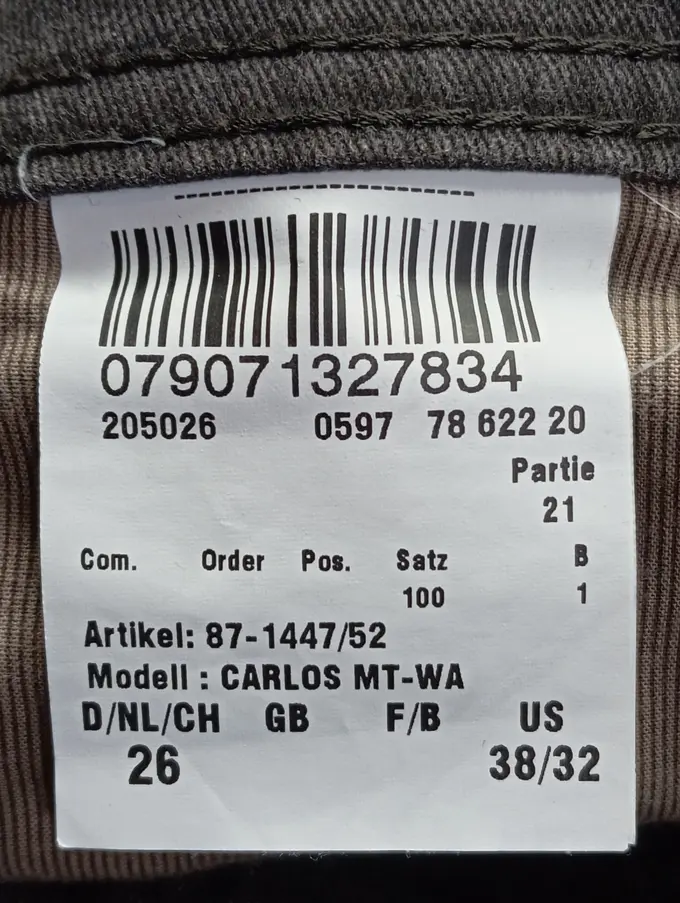 079071327834
205026 0597 78 622 20
Partie
21
Com. Order Pos. Satz B
100 1
Artikel: 87-1447/52
Modell : CARLOS MT-WA
D/NL/CH GB F/B US
26 38/32